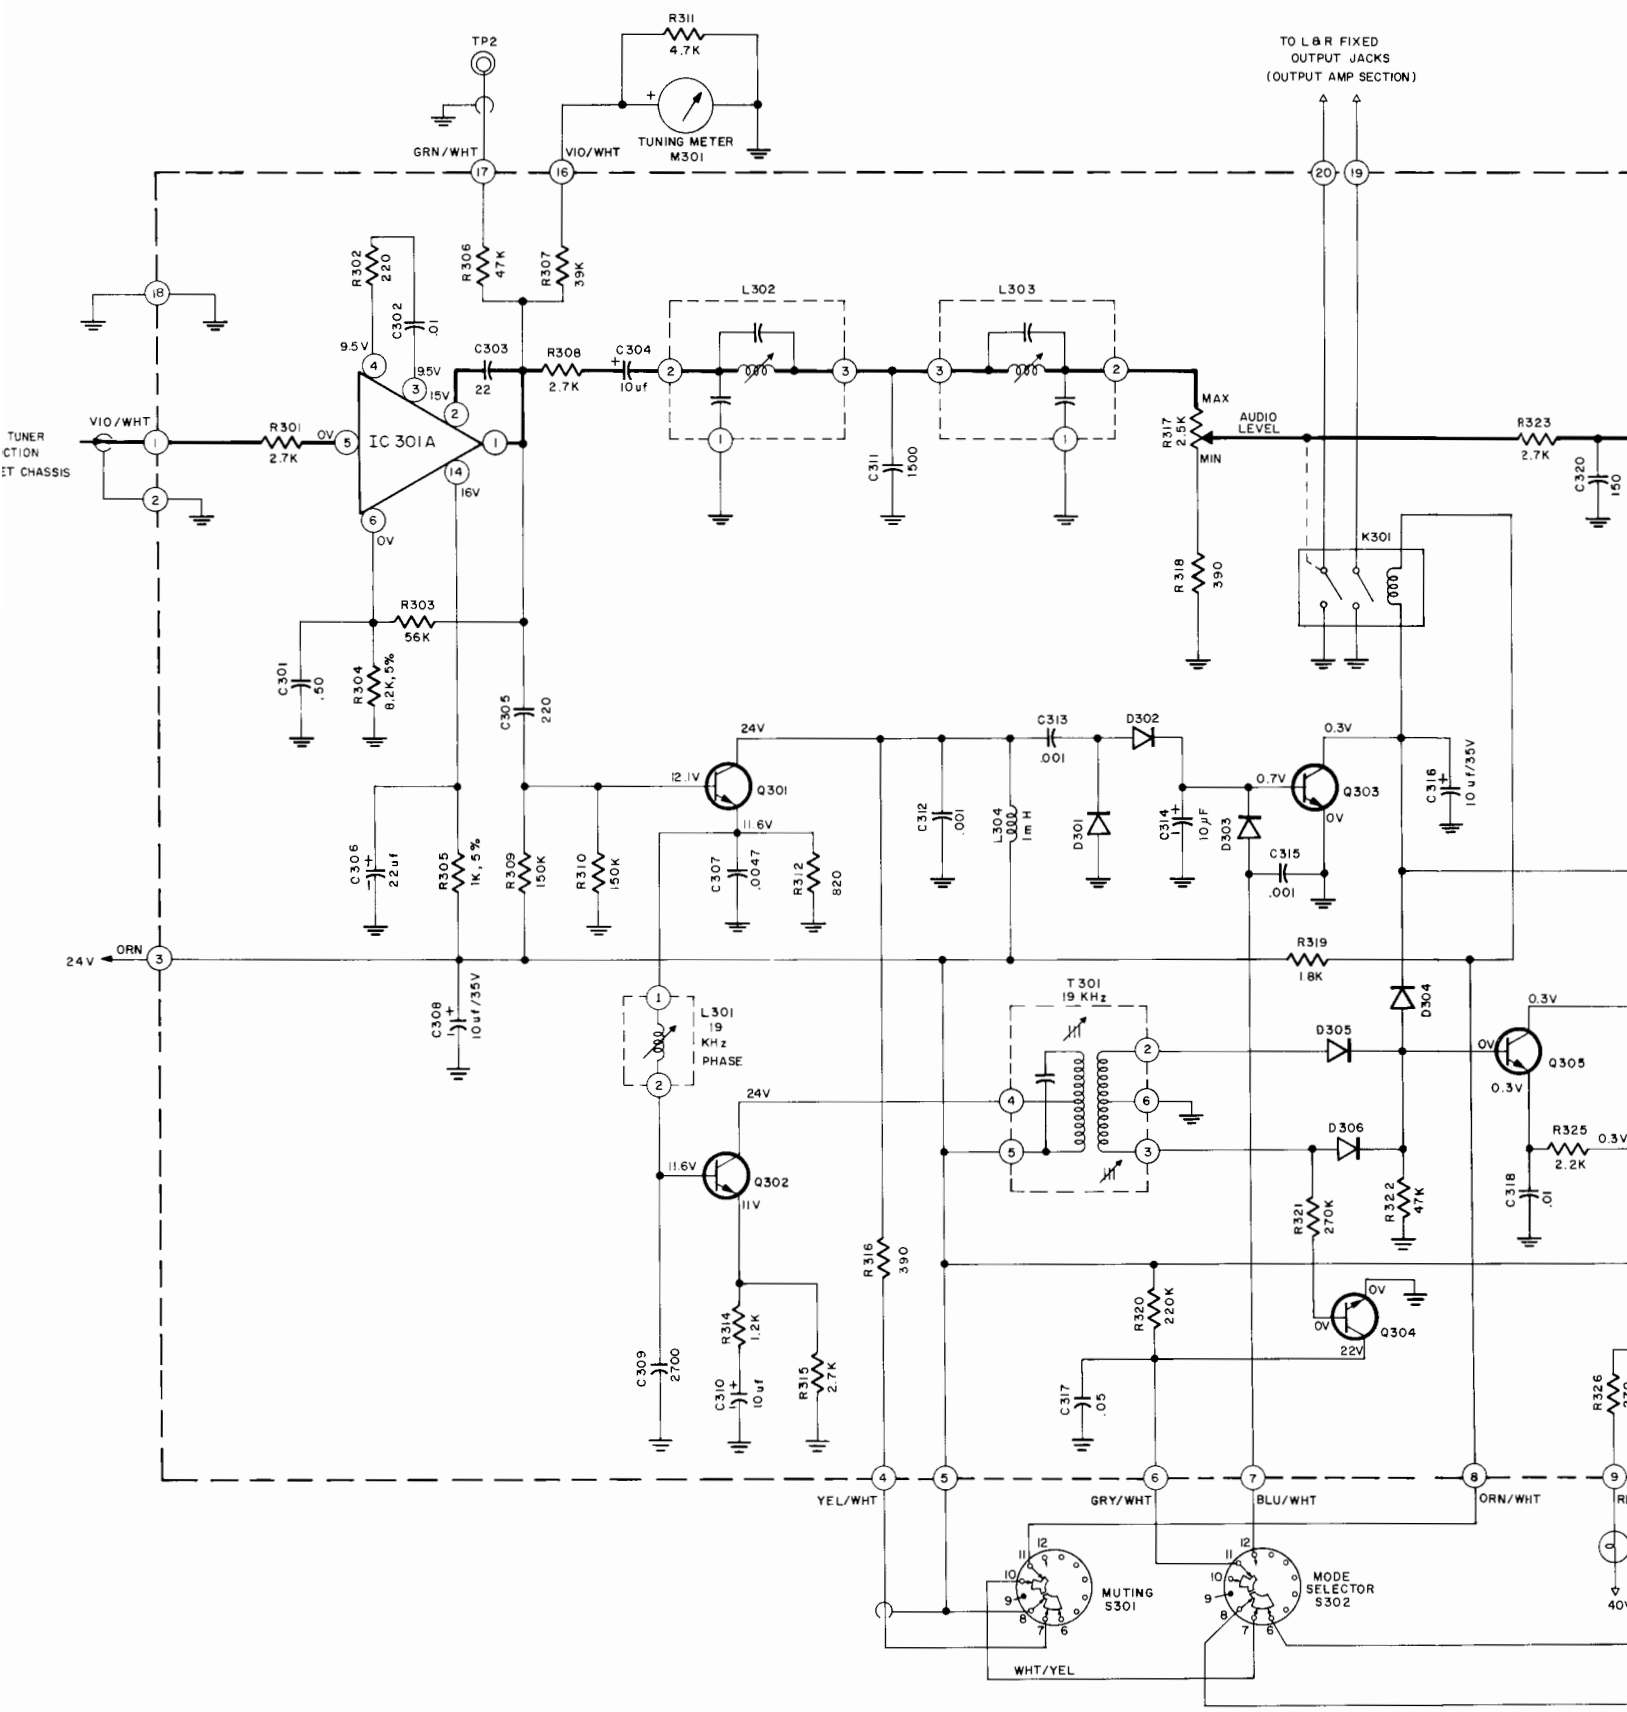 R311
4.7K
TP2
+
TUNING METER
M301
GRN/WHT
VIO/WHT
17
16
TO L & R FIXED
OUTPUT JACKS
(OUTPUT AMP SECTION)
20
19
R306
47K
R307
39K
R302
220
C302
.01
18
9.5V
4
9.5V
3
15V
2
C303
22
R308
2.7K
C304
+
10uf
L302
2
3
1
L303
3
2
1
C311
1500
MAX
R317
2.5K
MIN
AUDIO
LEVEL
R323
2.7K
C320
150
VIO/WHT
TUNER
CTION
ET CHASSIS
1
2
R301
2.7K
0V
5
IC 301A
1
14
16V
6
0V
R318
390
K301
R303
56K
C301
.50
R304
8.2K, 5%
C305
220
24V
12.1V
Q301
11.6V
C313
.001
D302
0.3V
0.7V
Q303
0V
C316
+
10uf/35V
C312
.001
L304
1mH
D301
C314
+
10µF
D303
C315
.001
C306
+
22uf
R305
1K, 5%
R309
150K
R310
150K
C307
.0047
R312
820
24V
ORN
3
R319
1.8K
C308
+
10uf/35V
1
L301
19
KHz
PHASE
2
T301
19 KHz
2
4
6
5
3
D304
D305
D306
0V
0.3V
Q305
0.3V
R325
0.3V
2.2K
C318
.01
24V
11.6V
Q302
11V
R321
270K
R322
47K
R316
390
R320
220K
0V
0V
Q304
22V
R314
1.2K
C309
2700
C310
+
10uf
R315
2.7K
C317
.05
R326
4
5
6
7
8
9
YEL/WHT
GRY/WHT
BLU/WHT
ORN/WHT
12
11
10
9
8
7
6
MUTING
S301
12
11
10
9
8
7
6
MODE
SELECTOR
S302
40V
WHT/YEL